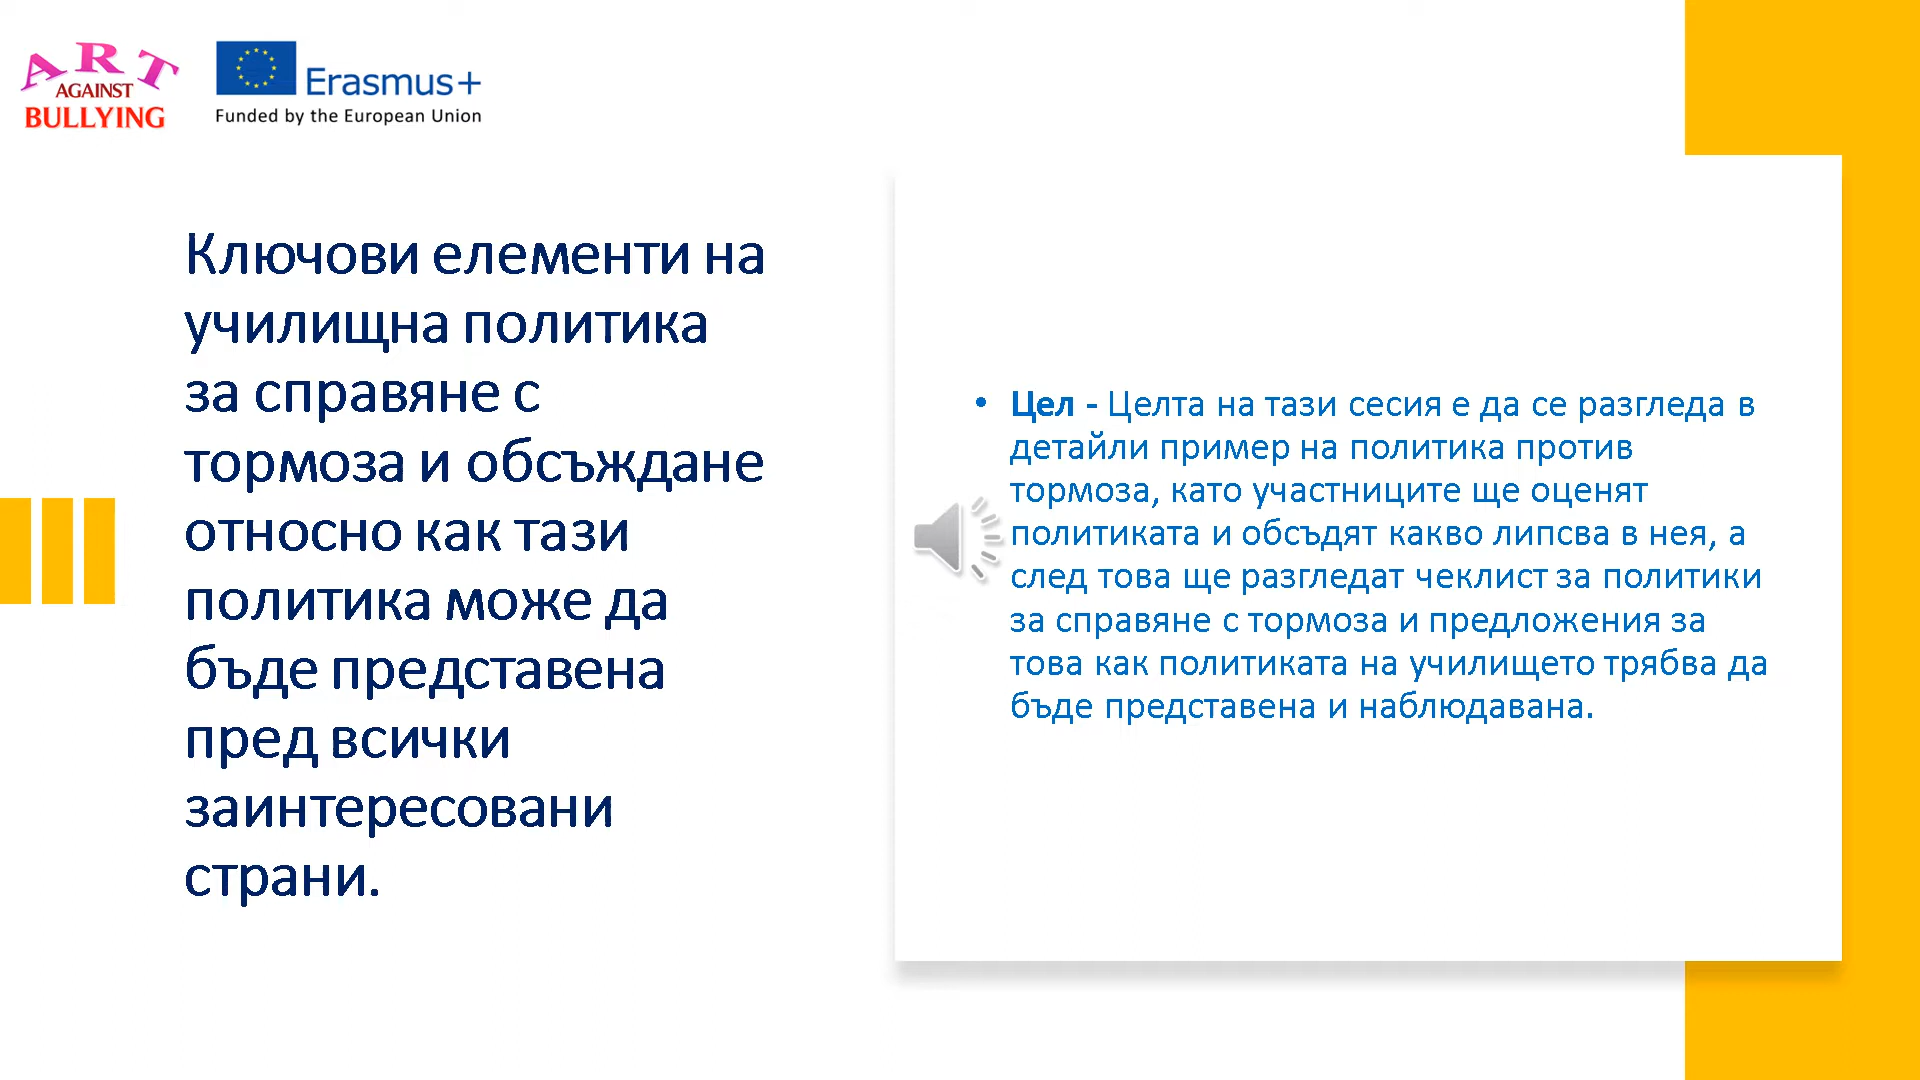 ART
AGAINST
BULLYING
Erasmus+
Funded by the European Union
Ключови елементи на
училищна политика
за справяне с
тормоза и обсъждане
относно как тази
политика може да
бъде представена
пред всички
заинтересовани
страни.
• Цел - Целта на тази сесия е да се разгледа в
детайли пример на политика против
тормоза, като участниците ще оценят
политиката и обсъдят какво липсва в нея, а
след това ще разгледат чеклист за политики
за справяне с тормоза и предложения за
това как политиката на училището трябва да
бъде представена и наблюдавана.